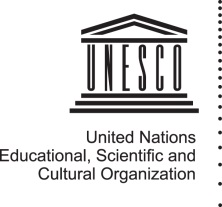 UNESCO
United Nations
Educational, Scientific and
Cultural Organization